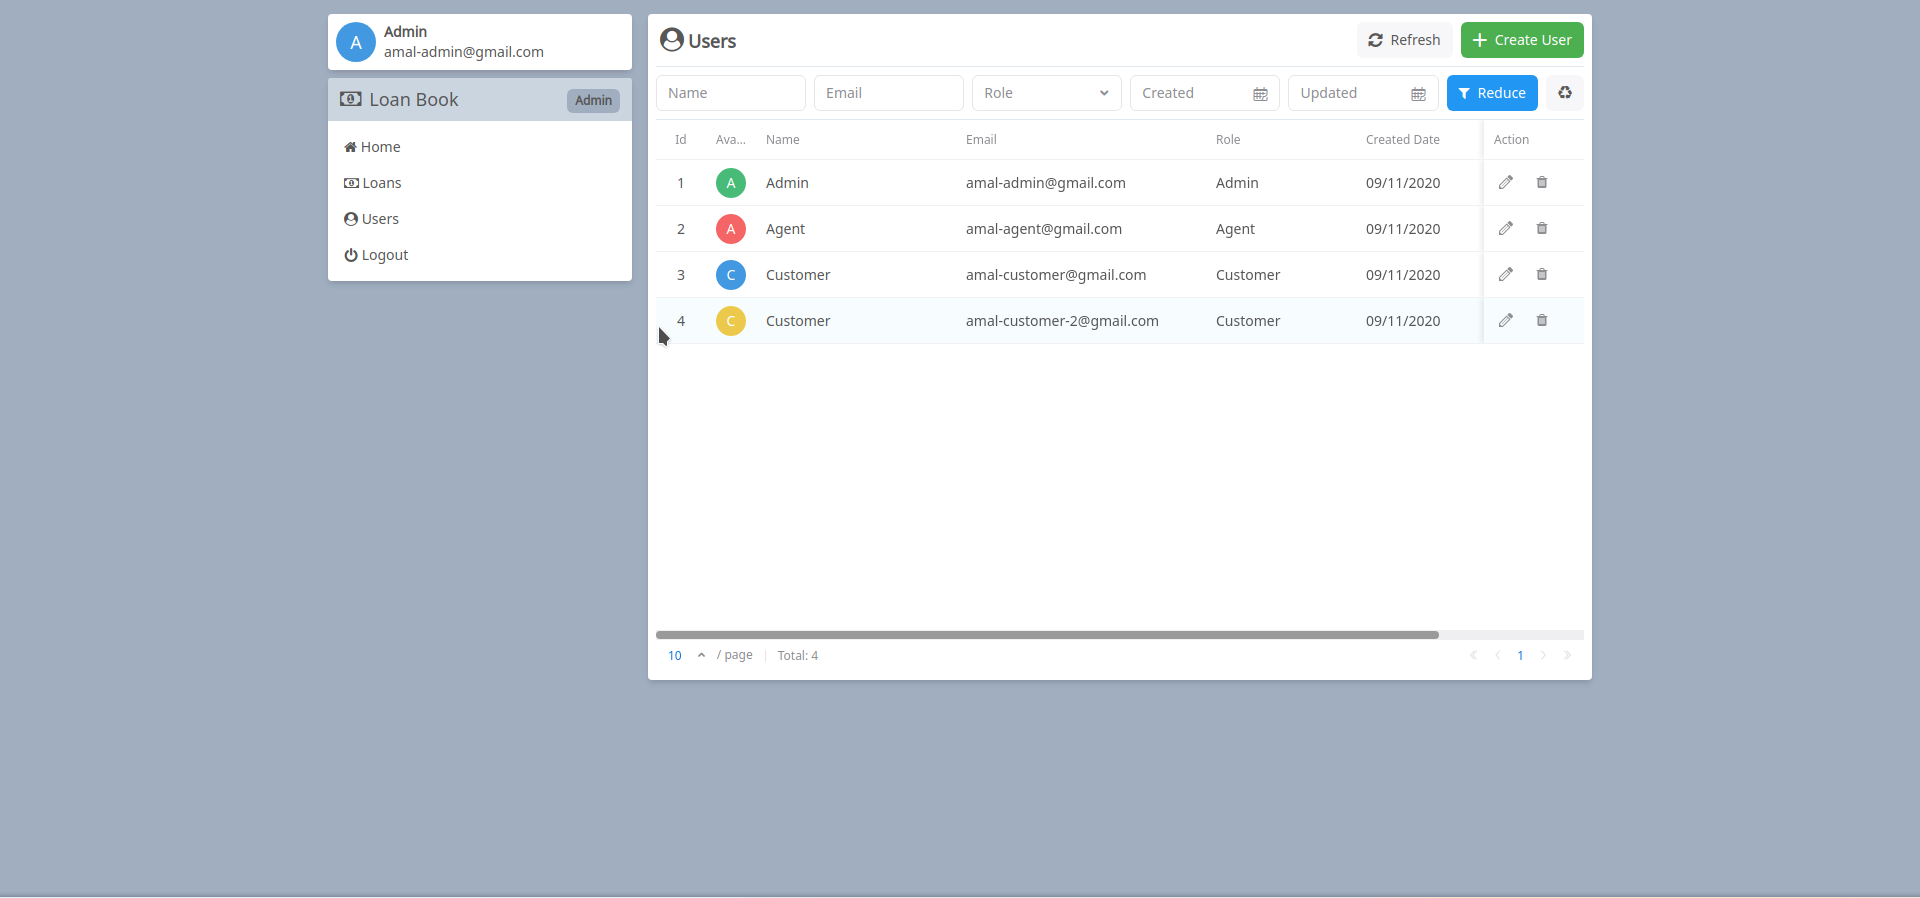 A
Admin
amal-admin@gmail.com
Loan Book
Admin
Home
Loans
Users
Logout
Users
Refresh
Create User
Name Email Role Created Updated Reduce
Id Ava... Name Email Role Created Date Action
1 A Admin amal-admin@gmail.com Admin 09/11/2020
2 A Agent amal-agent@gmail.com Agent 09/11/2020
3 C Customer amal-customer@gmail.com Customer 09/11/2020
4 C Customer amal-customer-2@gmail.com Customer 09/11/2020
10 / page Total: 4 1